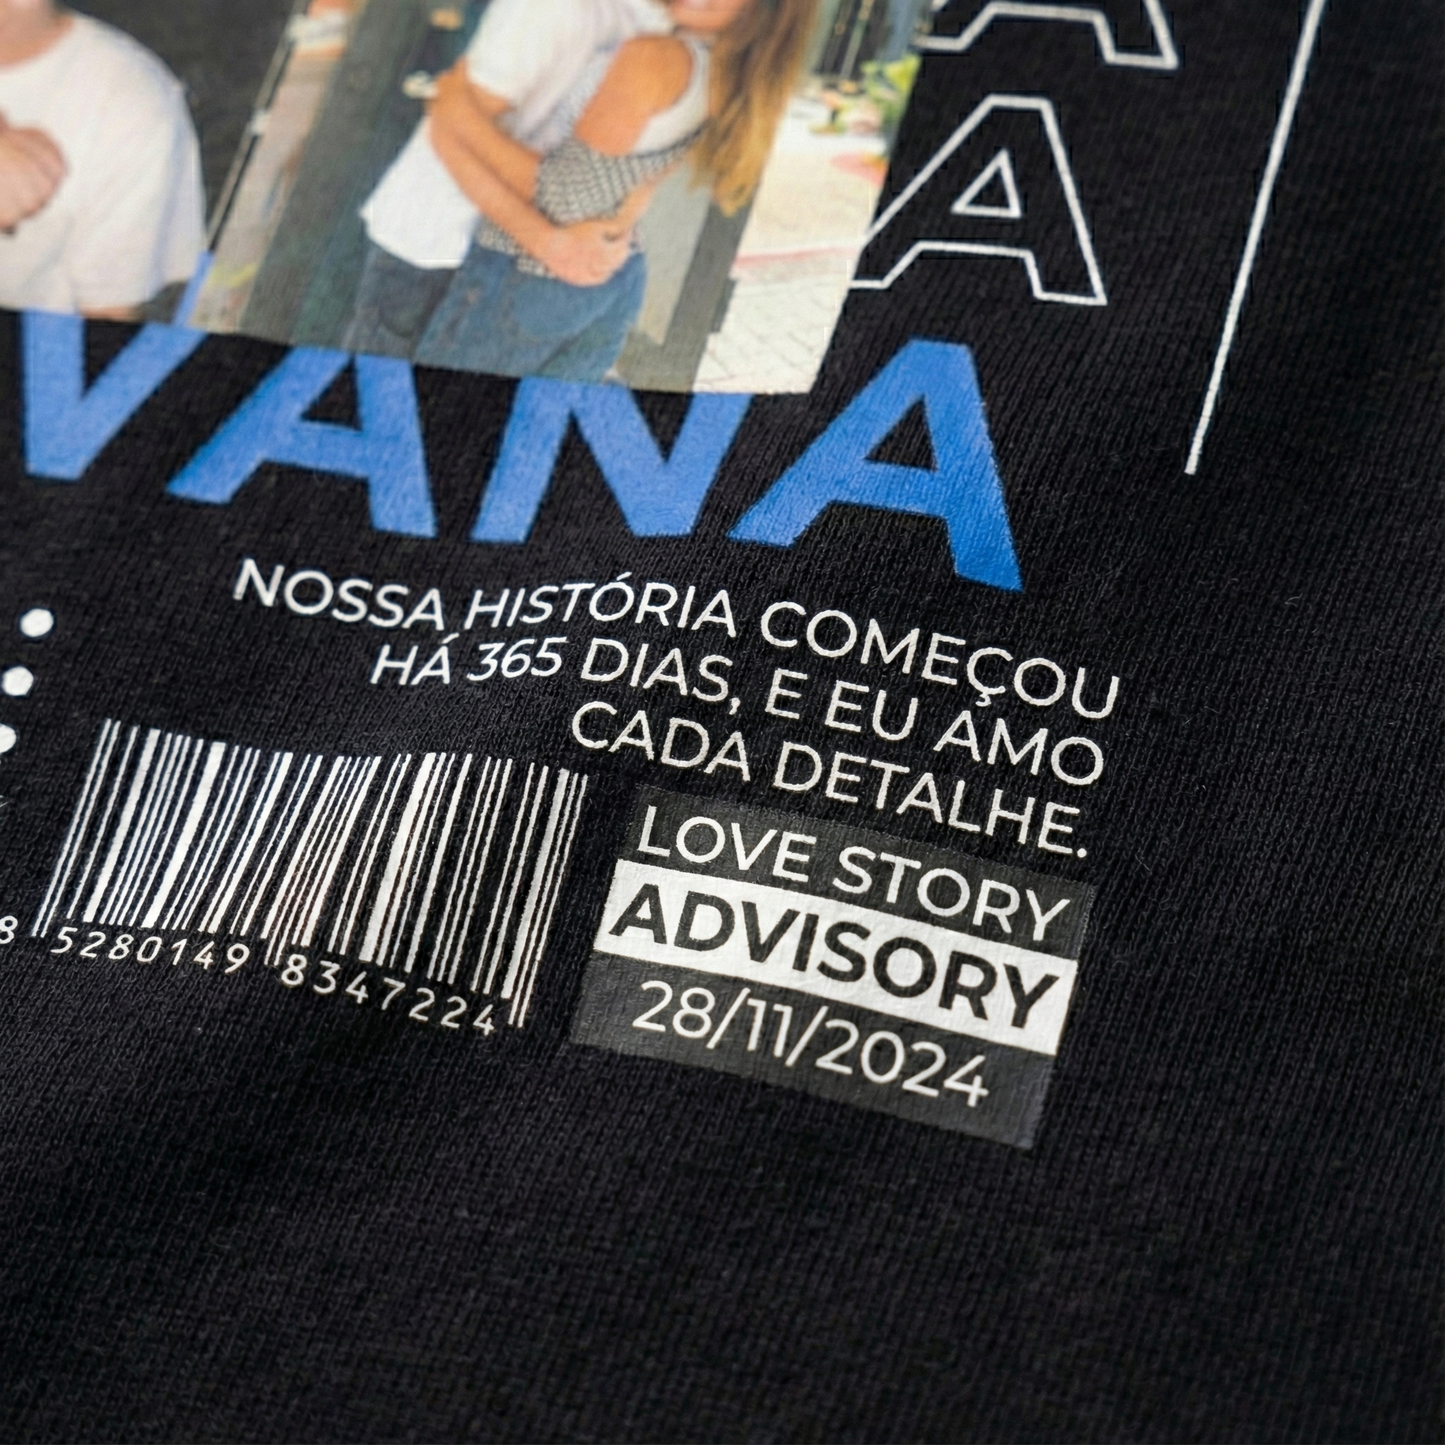 A
A
VANA
NOSSA HISTÓRIA COMEÇOU
HÁ 365 DIAS, E EU AMO
CADA DETALHE.
8 5280149 8347224
LOVE STORY
ADVISORY
28/11/2024